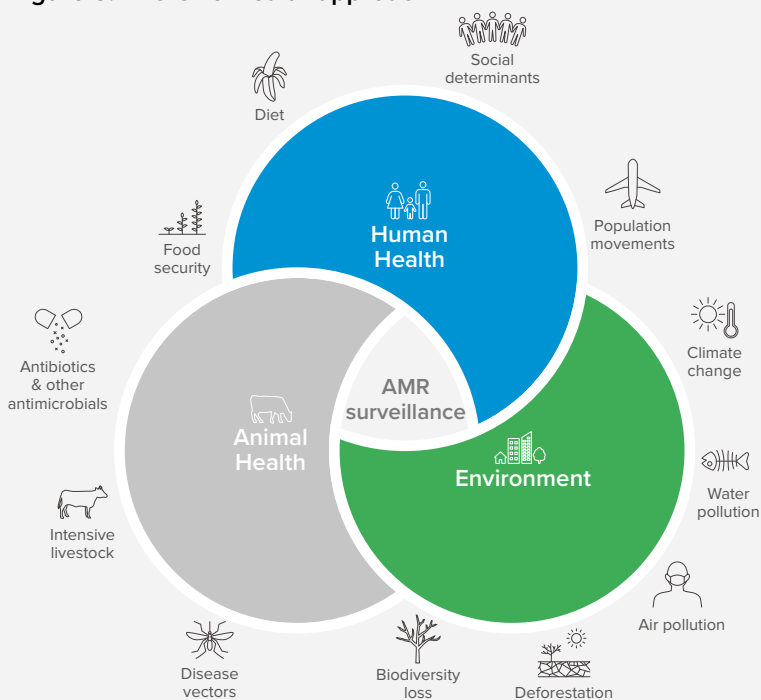 Social
determinants
Diet
Population
movements
Human
Health
Food
security
Climate
change
Antibiotics
& other
antimicrobials
AMR
surveillance
Animal
Health
Environment
Water
pollution
Intensive
livestock
Air pollution
Disease
vectors
Biodiversity
loss
Deforestation